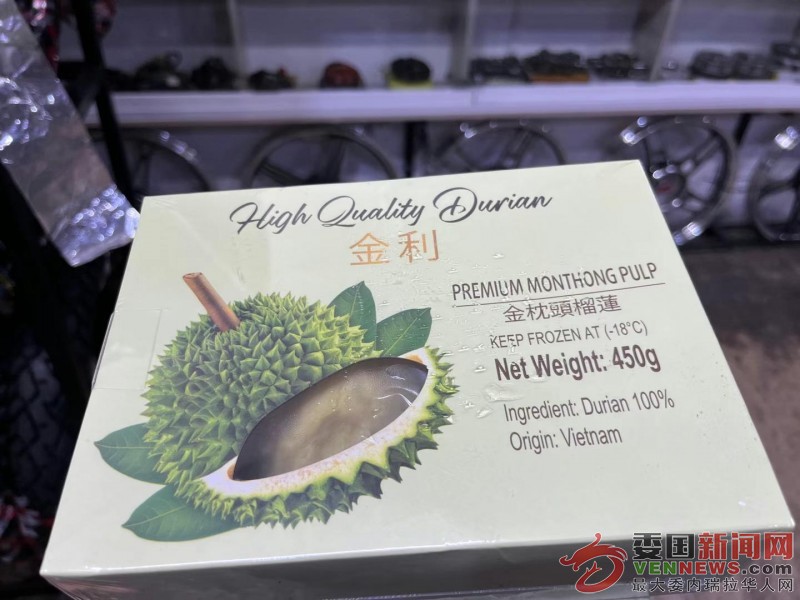 High Quality Durian
金利
PREMIUM MONTHONG PULP
金枕頭榴蓮
KEEP FROZEN AT (-18°C)
Net Weight: 450g
Ingredient: Durian 100%
Origin: Vietnam
委国新闻网
VENNEWS.com
最大委内瑞拉华人网